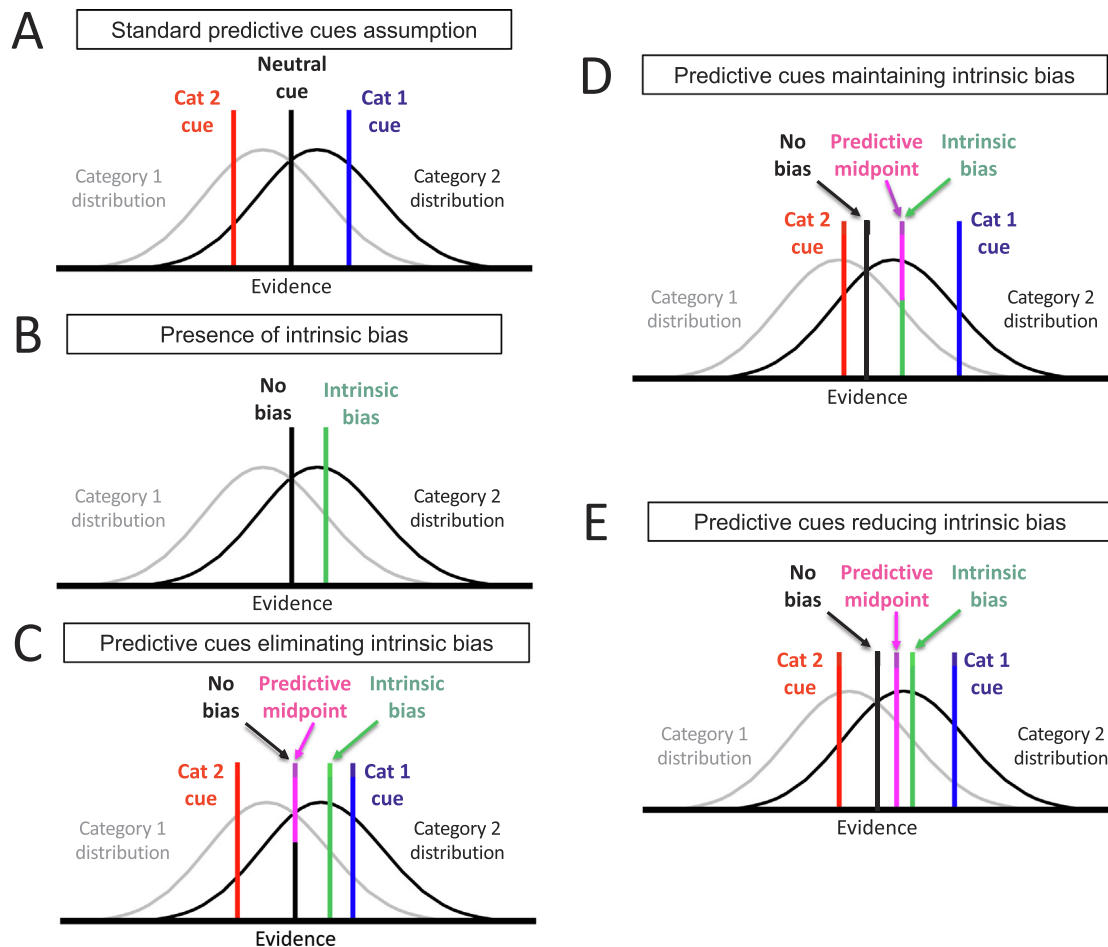 A
Standard predictive cues assumption
Neutral
cue
Cat 2
cue
Cat 1
cue
Category 1
distribution
Category 2
distribution
Evidence
B
Presence of intrinsic bias
No
bias
Intrinsic
bias
Category 1
distribution
Category 2
distribution
Evidence
C
Predictive cues eliminating intrinsic bias
No
bias
Predictive
midpoint
Intrinsic
bias
Cat 2
cue
Cat 1
cue
Category 1
distribution
Category 2
distribution
Evidence
D
Predictive cues maintaining intrinsic bias
No
bias
Predictive
midpoint
Intrinsic
bias
Cat 2
cue
Cat 1
cue
Category 1
distribution
Category 2
distribution
Evidence
E
Predictive cues reducing intrinsic bias
No
bias
Predictive
midpoint
Intrinsic
bias
Cat 2
cue
Cat 1
cue
Category 1
distribution
Category 2
distribution
Evidence